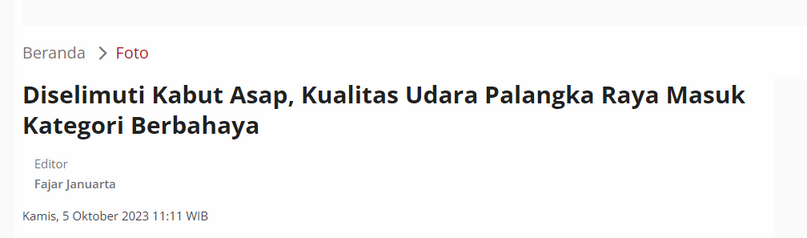 Beranda > Foto
Diselimuti Kabut Asap, Kualitas Udara Palangka Raya Masuk
Kategori Berbahaya
Editor
Fajar Januarta
Kamis, 5 Oktober 2023 11:11 WIB